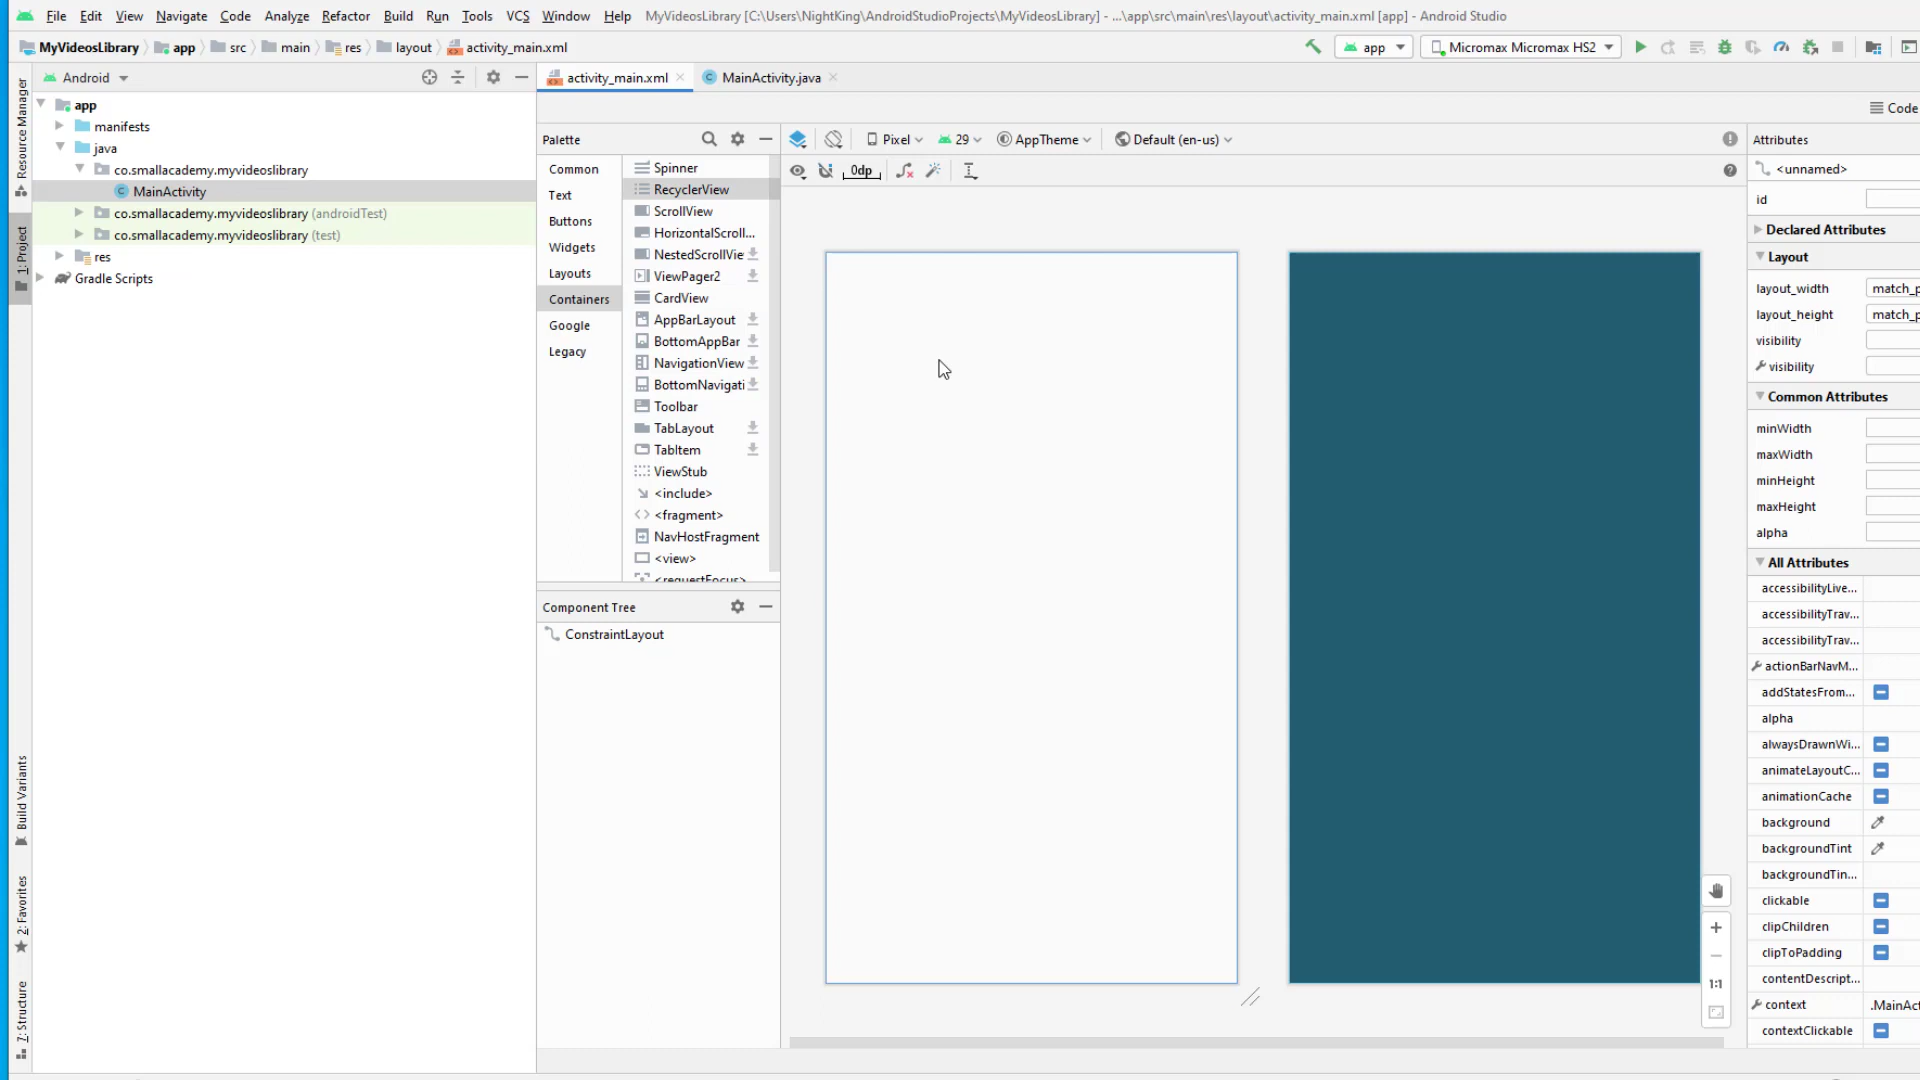 File Edit View Navigate Code Analyze Refactor Build Run Tools VCS Window Help MyVideosLibrary [C:\Users\NightKing\AndroidStudioProjects\MyVideosLibrary] - ...\app\src\main\res\layout\activity_main.xml [app] - Android Studio
MyVideosLibrary app src main res layout activity_main.xml app Micromax Micromax HS2
Android activity_main.xml MainActivity.java
Code
Resource Manager
1: Project
Build Variants
2: Favorites
7: Structure
app
manifests
java
co.smallacademy.myvideoslibrary
MainActivity
co.smallacademy.myvideoslibrary (androidTest)
co.smallacademy.myvideoslibrary (test)
res
Gradle Scripts
Palette
Common
Text
Buttons
Widgets
Layouts
Containers
Google
Legacy
Spinner
RecyclerView
ScrollView
HorizontalScroll...
NestedScrollVie
ViewPager2
CardView
AppBarLayout
BottomAppBar
NavigationView
BottomNavigati
Toolbar
TabLayout
TabItem
ViewStub
<include>
<fragment>
NavHostFragment
<view>
<requestFocus>
Component Tree
ConstraintLayout
Pixel 29 AppTheme Default (en-us)
0dp
1:1
Attributes
<unnamed>
id
Declared Attributes
Layout
layout_width match_p
layout_height match_p
visibility
visibility
Common Attributes
minWidth
maxWidth
minHeight
maxHeight
alpha
All Attributes
accessibilityLive...
accessibilityTrav...
accessibilityTrav...
actionBarNavM...
addStatesFrom...
alpha
alwaysDrawnWi...
animateLayoutC...
animationCache
background
backgroundTint
backgroundTin...
clickable
clipChildren
clipToPadding
contentDescript...
context .MainAct
contextClickable